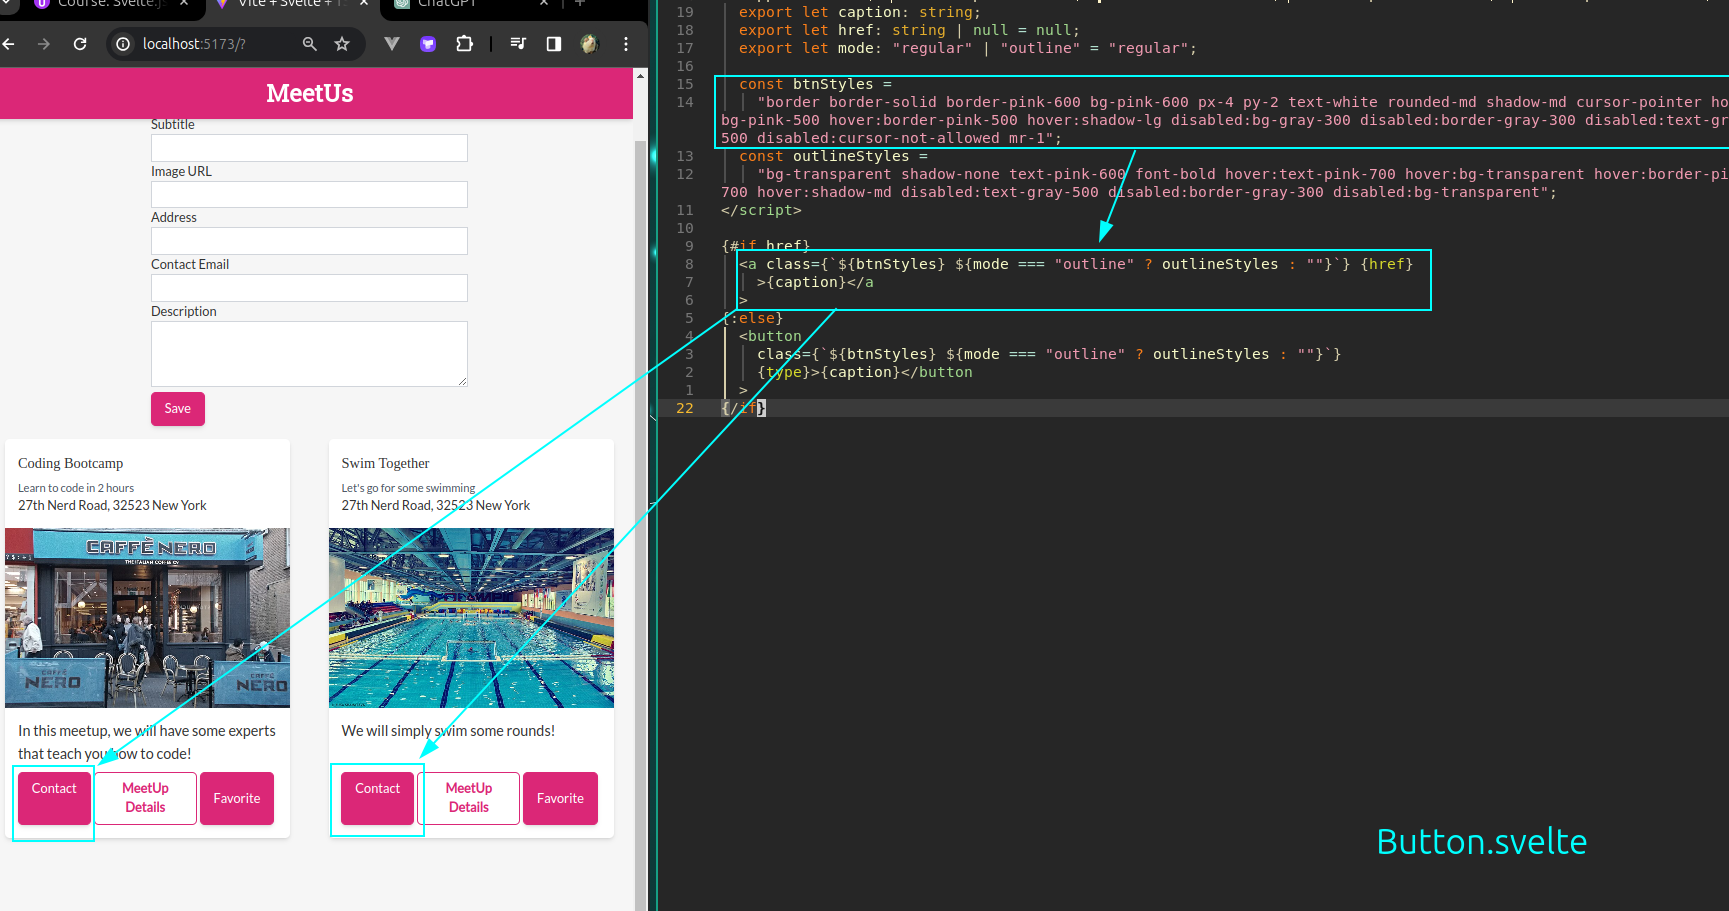 Course: Svelte.js
Vite + Svelte + TS
ChatGPT
localhost:5173/?
MeetUs
Subtitle
Image URL
Address
Contact Email
Description
Save
Coding Bootcamp
Learn to code in 2 hours
27th Nerd Road, 32523 New York
CAFFÈ NERO
THE ITALIAN COFFEE CO
CAFFÈ
NERO
CAFFÈ
NERO
In this meetup, we will have some experts
that teach you how to code!
Contact
MeetUp
Details
Favorite
Swim Together
Let's go for some swimming
27th Nerd Road, 32523 New York
We will simply swim some rounds!
Contact
MeetUp
Details
Favorite
19 export let caption: string;
18 export let href: string | null = null;
17 export let mode: "regular" | "outline" = "regular";
16
15 const btnStyles =
14 "border border-solid border-pink-600 bg-pink-600 px-4 py-2 text-white rounded-md shadow-md cursor-pointer ho
bg-pink-500 hover:border-pink-500 hover:shadow-lg disabled:bg-gray-300 disabled:border-gray-300 disabled:text-gr
500 disabled:cursor-not-allowed mr-1";
13 const outlineStyles =
12 "bg-transparent shadow-none text-pink-600 font-bold hover:text-pink-700 hover:bg-transparent hover:border-pi
700 hover:shadow-md disabled:text-gray-500 disabled:border-gray-300 disabled:bg-transparent";
11 </script>
10
9 {#if href}
8 <a class={`${btnStyles} ${mode === "outline" ? outlineStyles : ""}`} {href}
7 >{caption}</a
6 >
5 {:else}
4 <button
3 class={`${btnStyles} ${mode === "outline" ? outlineStyles : ""}`}
2 {type}>{caption}</button
1 >
22 {/if}
Button.svelte